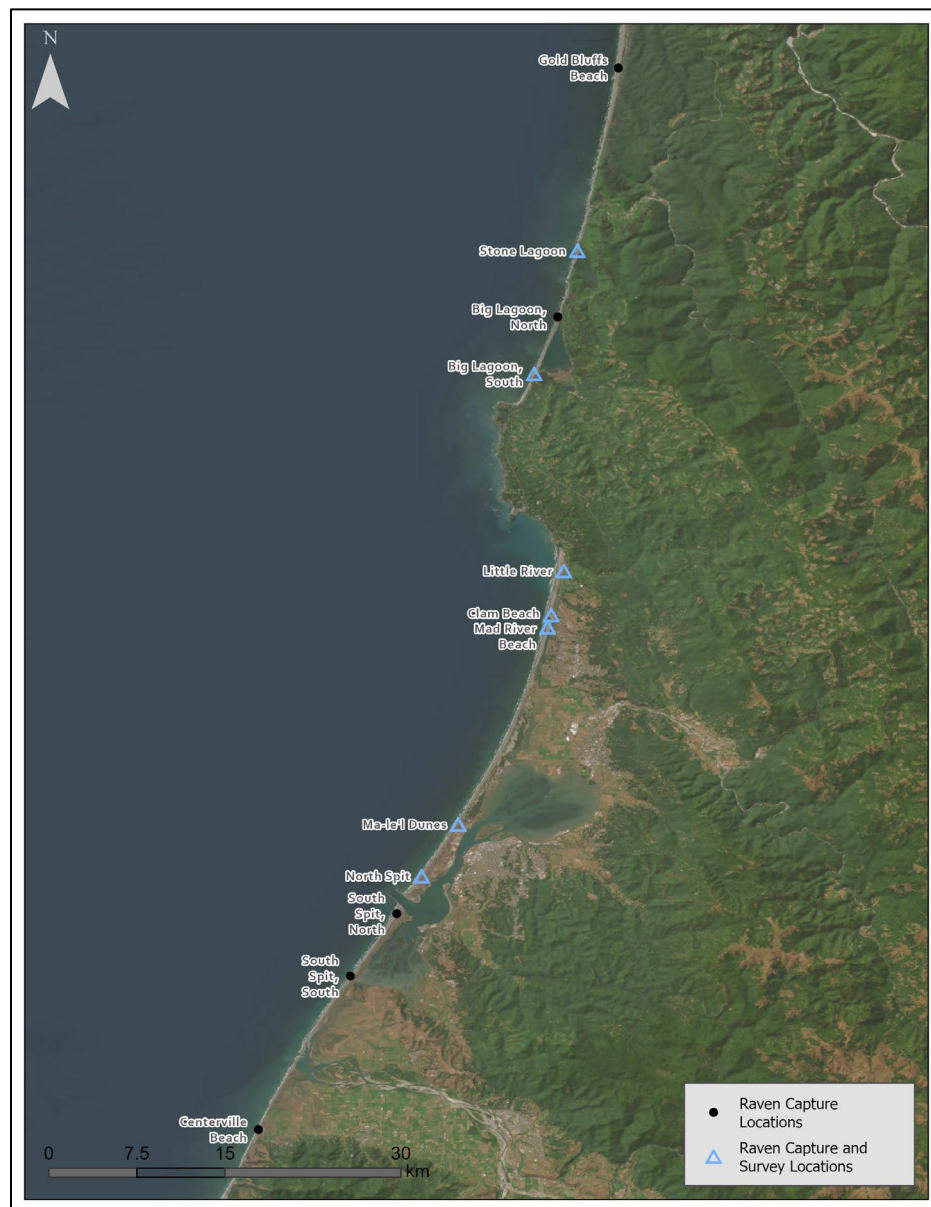 N
Gold Bluffs
Beach
Stone Lagoon
Big Lagoon,
North
Big Lagoon,
South
Little River
Clam Beach
Mad River
Beach
Ma-le'l Dunes
North Spit
South
Spit,
North
South
Spit,
South
Centerville
Beach
0 7.5 15 30
km
Raven Capture
Locations
Raven Capture and
Survey Locations